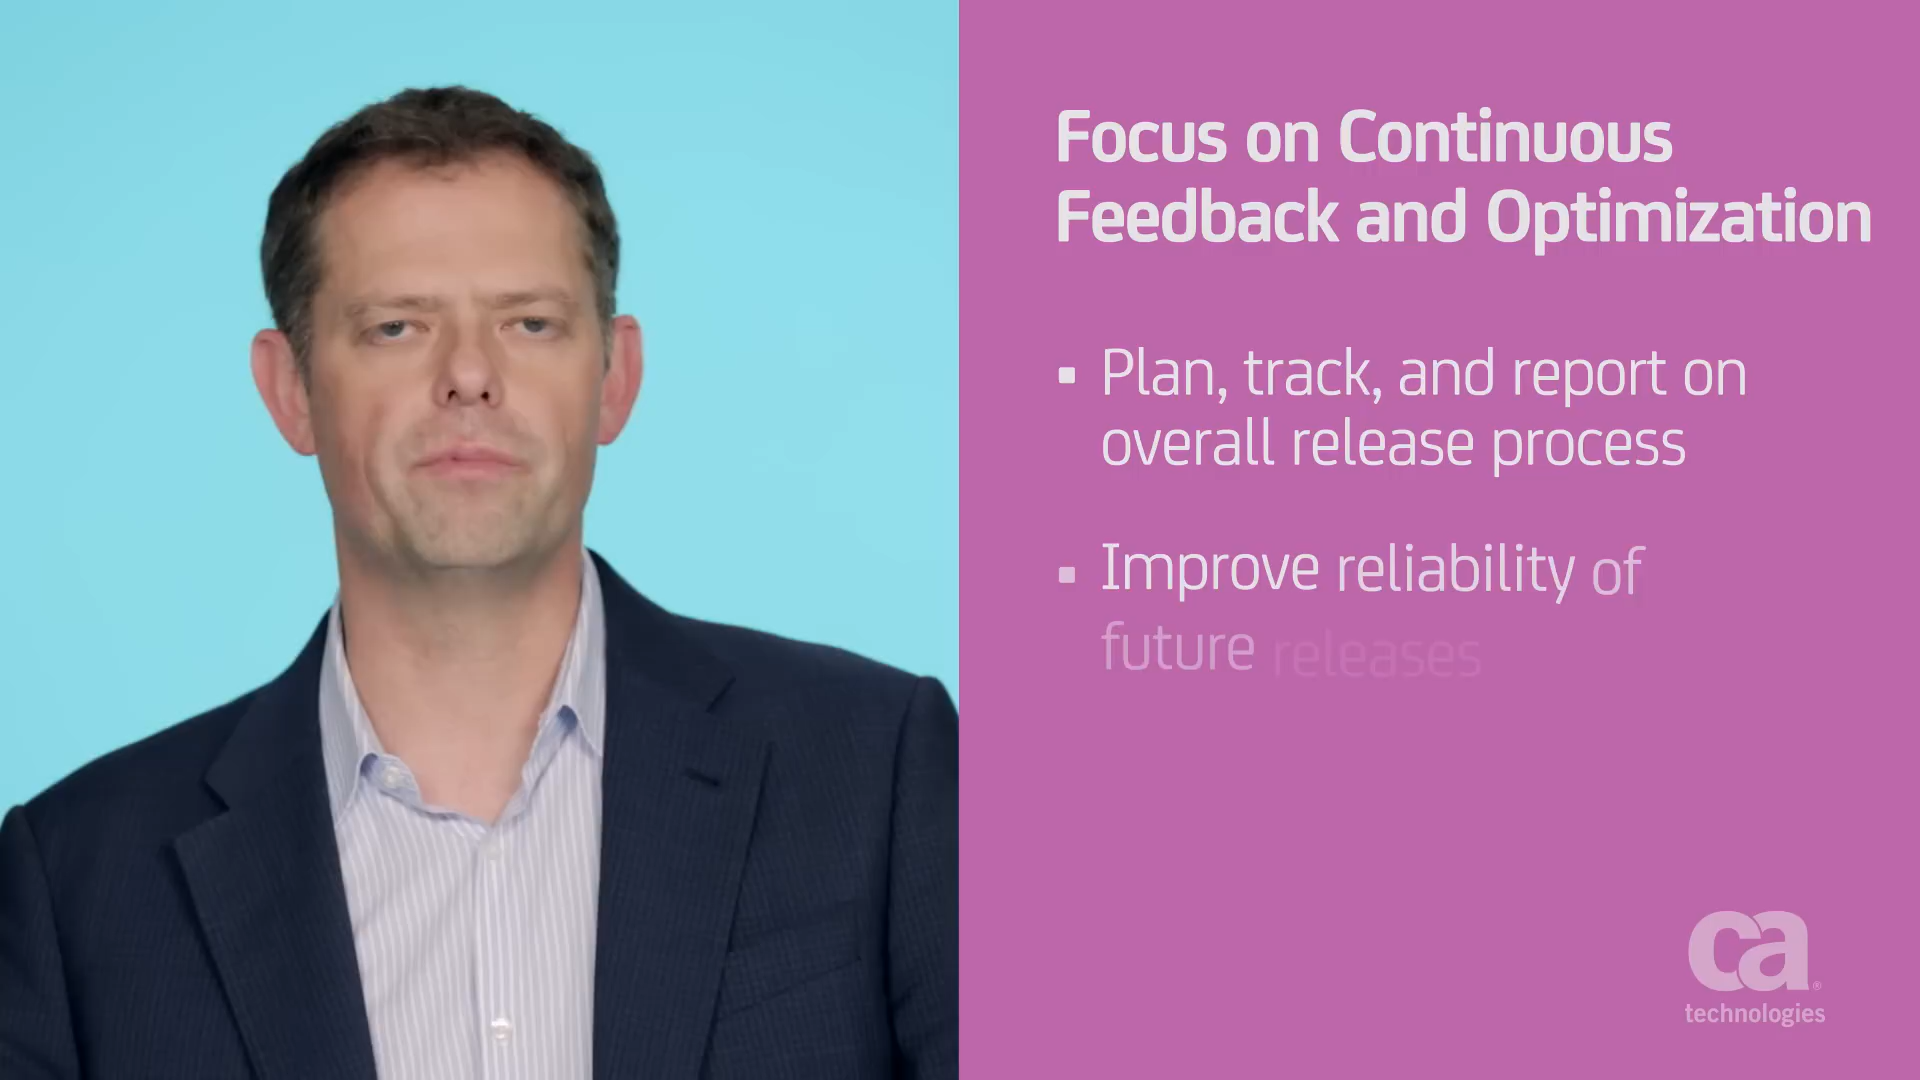 Focus on Continuous
Feedback and Optimization
▪ Plan, track, and report on
overall release process
▪ Improve reliability of
future releases
ca®
technologies